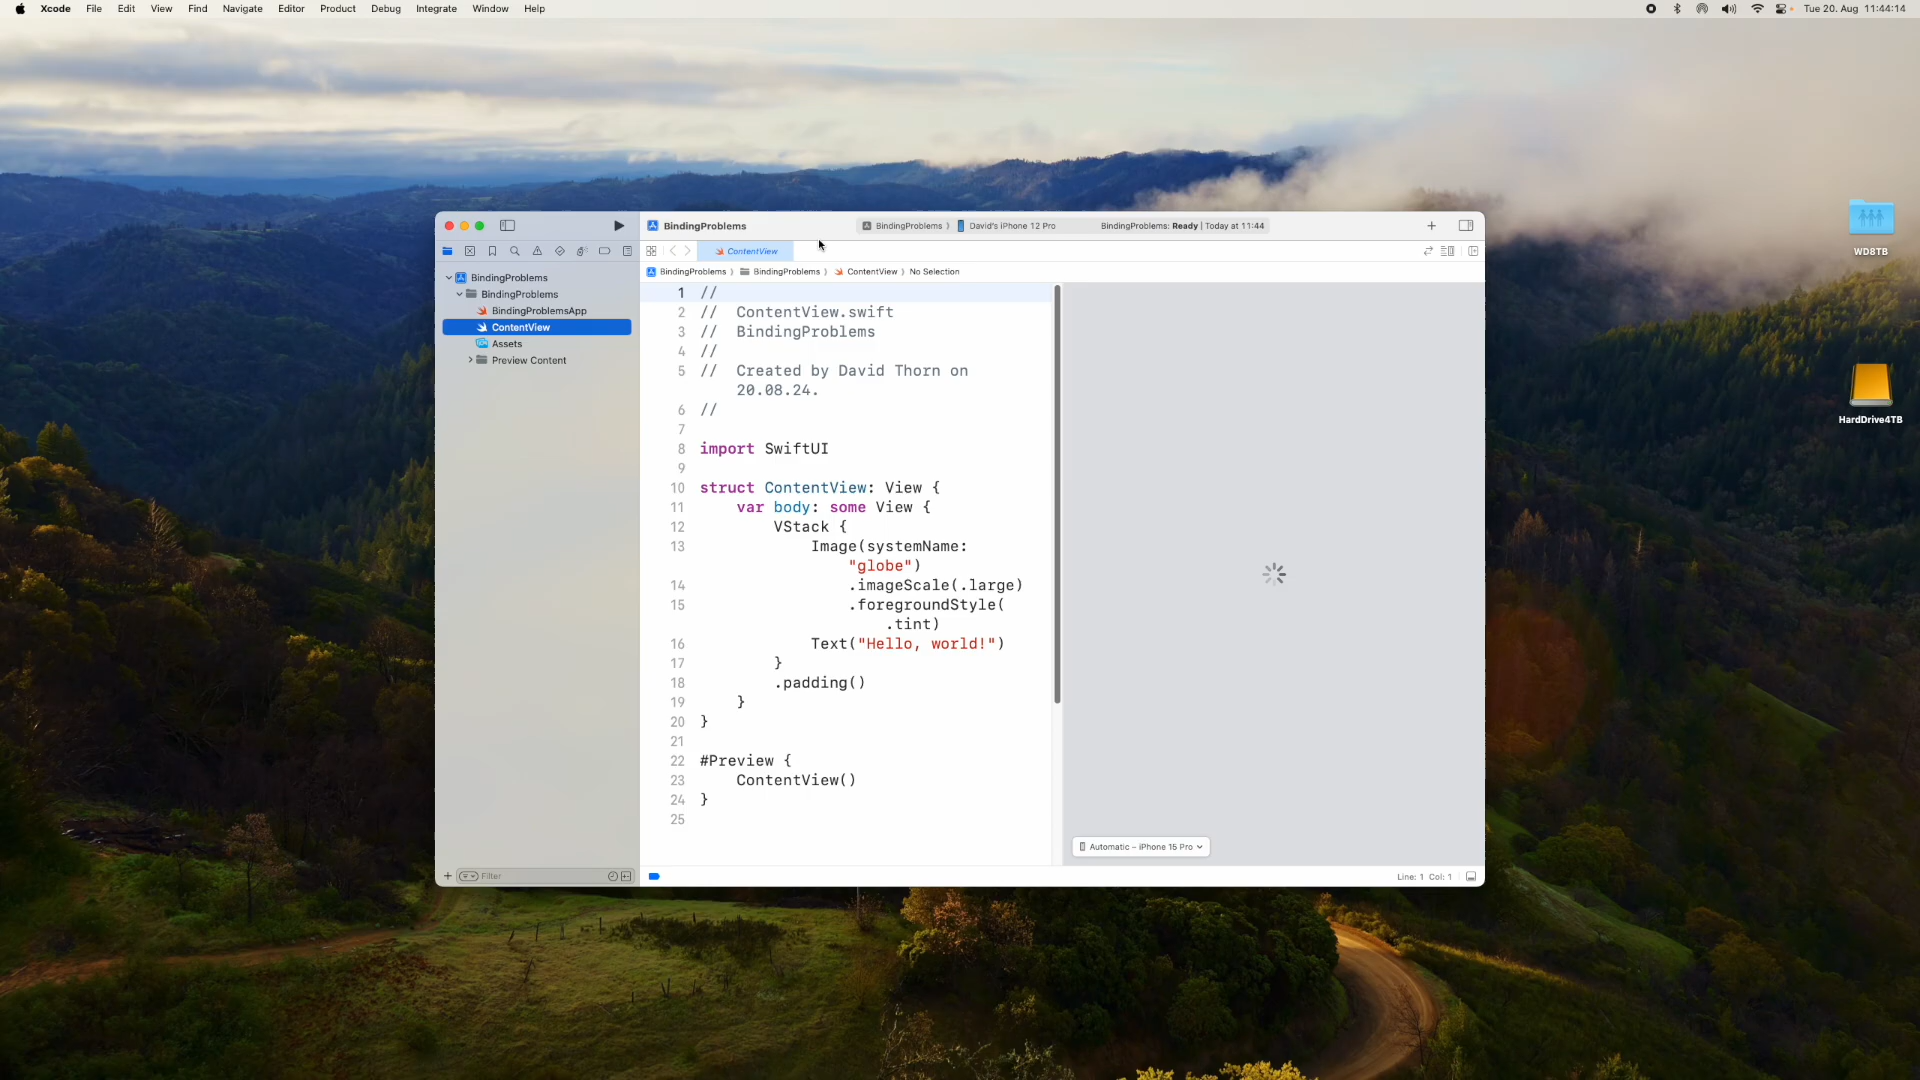 Xcode File Edit View Find Navigate Editor Product Debug Integrate Window Help
Tue 20. Aug 11:44:14
WD8TB
HardDrive4TB
BindingProblems
BindingProblems 〉 David's iPhone 12 Pro
BindingProblems: Ready | Today at 11:44
ContentView
BindingProblems 〉 BindingProblems 〉 ContentView 〉 No Selection
BindingProblems
BindingProblems
BindingProblemsApp
ContentView
Assets
Preview Content
1 //
2 // ContentView.swift
3 // BindingProblems
4 //
5 // Created by David Thorn on
20.08.24.
6 //
7
8 import SwiftUI
9
10 struct ContentView: View {
11 var body: some View {
12 VStack {
13 Image(systemName:
"globe")
14 .imageScale(.large)
15 .foregroundStyle(
.tint)
16 Text("Hello, world!")
17 }
18 .padding()
19 }
20 }
21
22 #Preview {
23 ContentView()
24 }
25
Automatic – iPhone 15 Pro
Filter
Line: 1 Col: 1